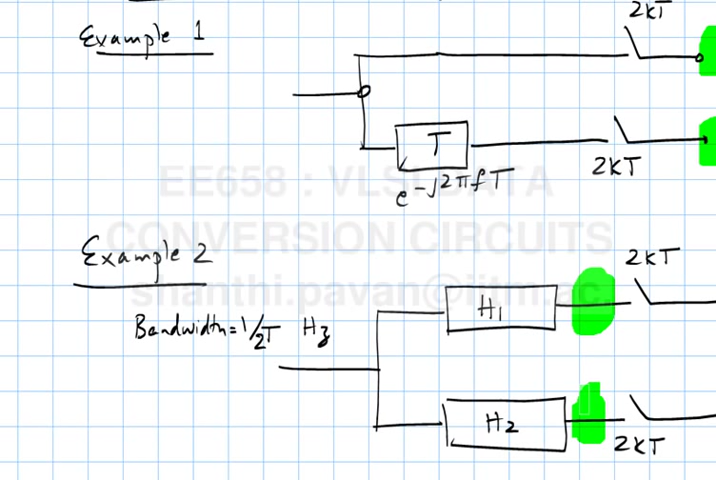 2kT
Example 1
T
2kT
e^-j2πfT
EE658 : VLSI DATA
CONVERSION CIRCUITS
shanthi.pavan@iitm.ac.
Example 2
2kT
H1
Bandwidth=1/2T Hz
H2
2kT